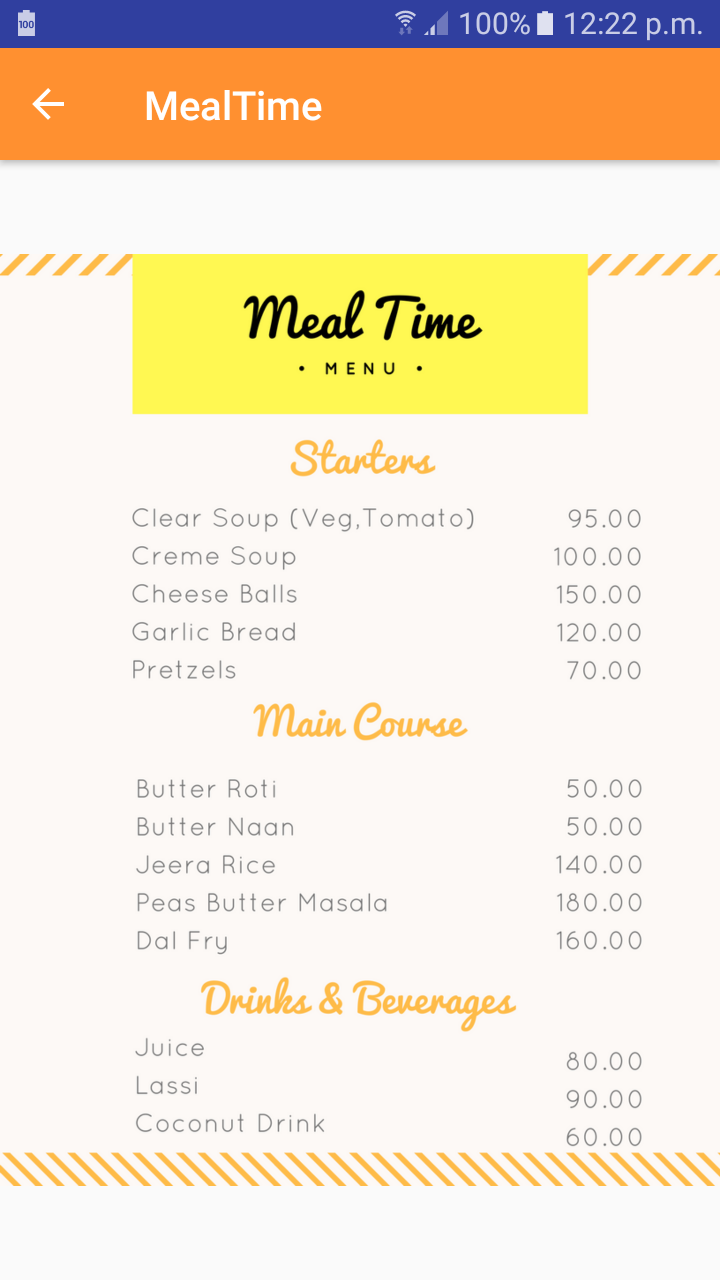 100
100% 12:22 p.m.
MealTime
Meal Time
• MENU •
Starters
Clear Soup (Veg,Tomato) 95.00
Creme Soup 100.00
Cheese Balls 150.00
Garlic Bread 120.00
Pretzels 70.00
Main Course
Butter Roti 50.00
Butter Naan 50.00
Jeera Rice 140.00
Peas Butter Masala 180.00
Dal Fry 160.00
Drinks & Beverages
Juice 80.00
Lassi 90.00
Coconut Drink 60.00